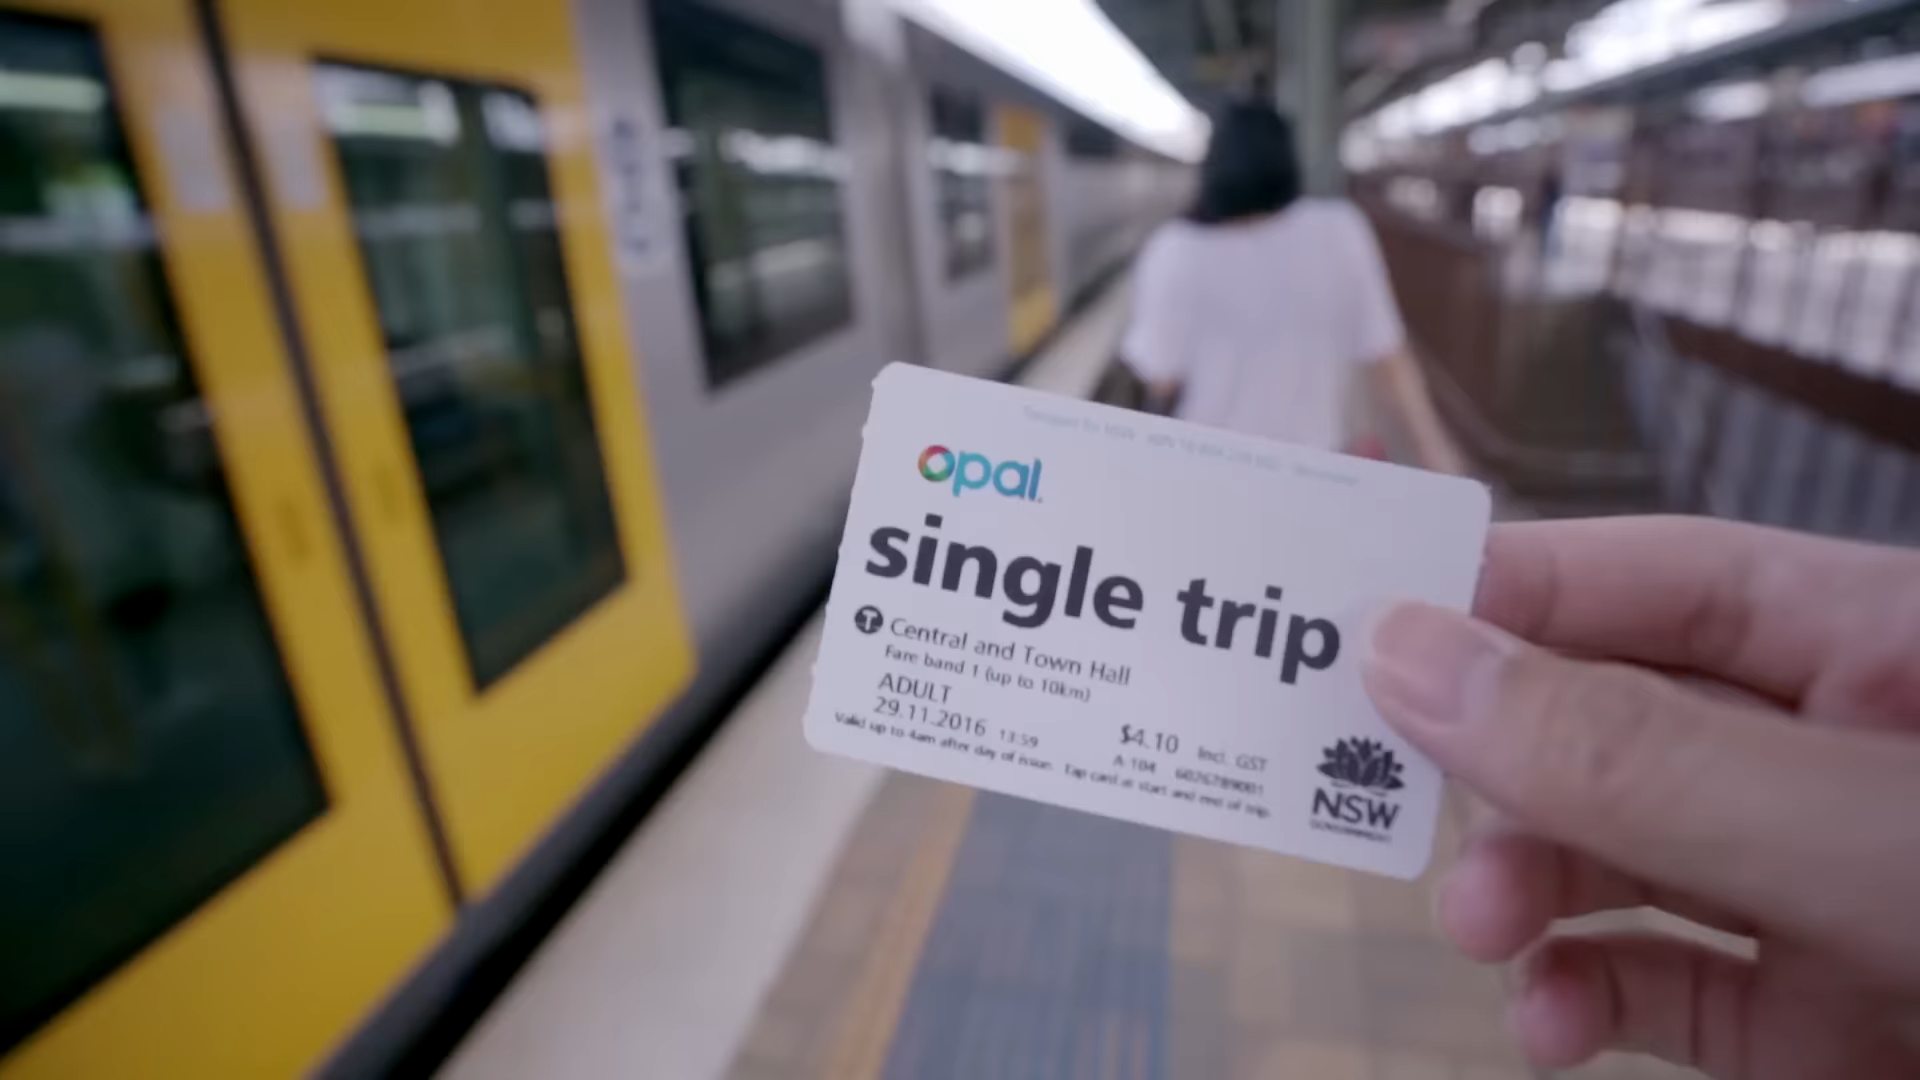 opal.
single trip
T Central and Town Hall
Fare band 1 (up to 10km)
ADULT
29.11.2016 13:59
$4.10 Incl. GST
A 104
Valid up to 4am after day of issue. Tap card at start and end of trip.
NSW
GOVERNMENT